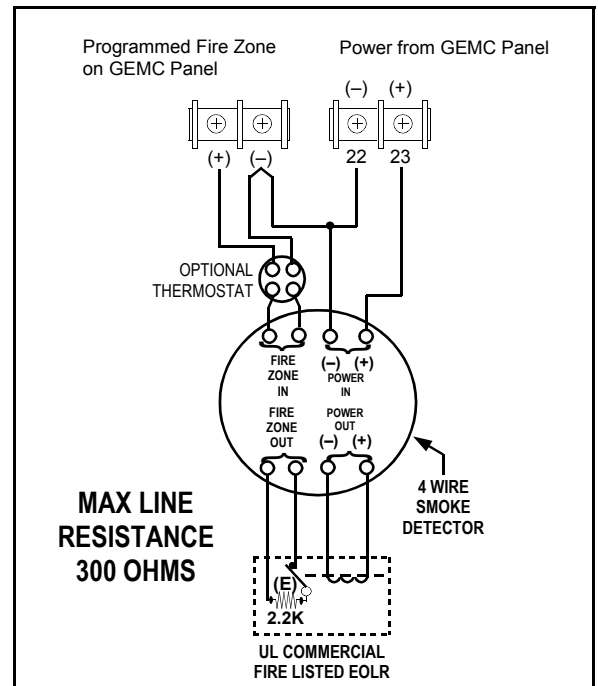 Programmed Fire Zone
on GEMC Panel
Power from GEMC Panel
(–) (+)
(+) (–)
22 23
OPTIONAL
THERMOSTAT
FIRE
ZONE
IN
(–) (+)
POWER
IN
FIRE
ZONE
OUT
POWER
OUT
(–) (+)
4 WIRE
SMOKE
DETECTOR
MAX LINE
RESISTANCE
300 OHMS
(E)
2.2K
UL COMMERCIAL
FIRE LISTED EOLR